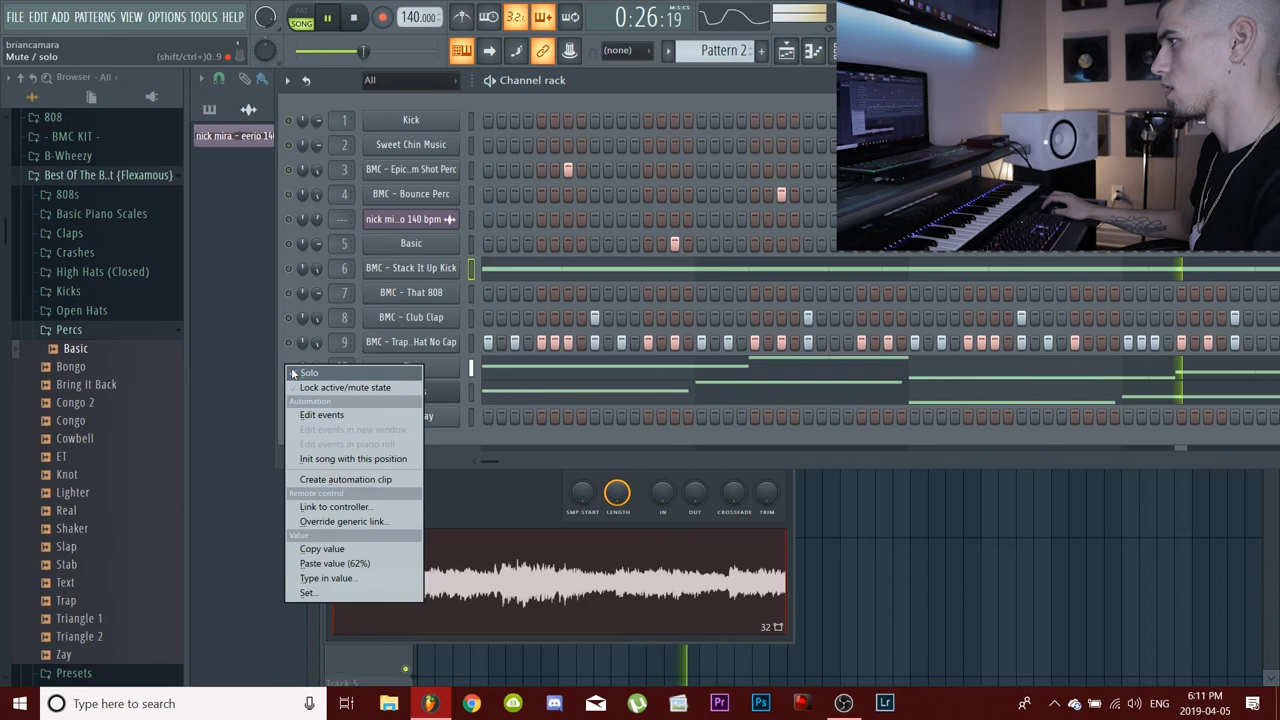 FILE EDIT ADD PATTERNS VIEW OPTIONS TOOLS HELP
PAT
SONG
140.000
3.2.1
0:26:19
M:S:CS
briancamara
Mute / solo
(shift/ctrl+)0..9
(none)
Pattern 2
Browser - All
All
Channel rack
808
- BMC KIT -
B-Wheezy
Best Of The B..t {Flexamous}
808s
Basic Piano Scales
Claps
Crashes
High Hats (Closed)
Kicks
Open Hats
Percs
Basic
Bongo
Bring It Back
Congo 2
Congo
Cowbell
ET
Knot
Lighter
Real
Shaker
Slap
Stab
Text
Trap
Triangle 1
Triangle 2
Zay
Presets
nick mira - eerio 14
1 Kick
2 Sweet Chin Music
3 BMC - Epic..m Shot Perc
4 BMC - Bounce Perc
--- nick mi..o 140 bpm
5 Basic
6 BMC - Stack It Up Kick
7 BMC - That 808
8 BMC - Club Clap
9 BMC - Trap..Hat No Cap
Solo
Lock active/mute state
Automation
Edit events
Edit events in new window
Edit events in piano roll
Init song with this position
Create automation clip
Remote control
Link to controller...
Override generic link...
Value
Copy value
Paste value (62%)
Type in value...
Set...
SMP START
LENGTH
IN
OUT
CROSSFADE
TRIM
32
Track 5
Type here to search
Pr
Ps
Lr
ENG
6:11 PM
2019-04-05